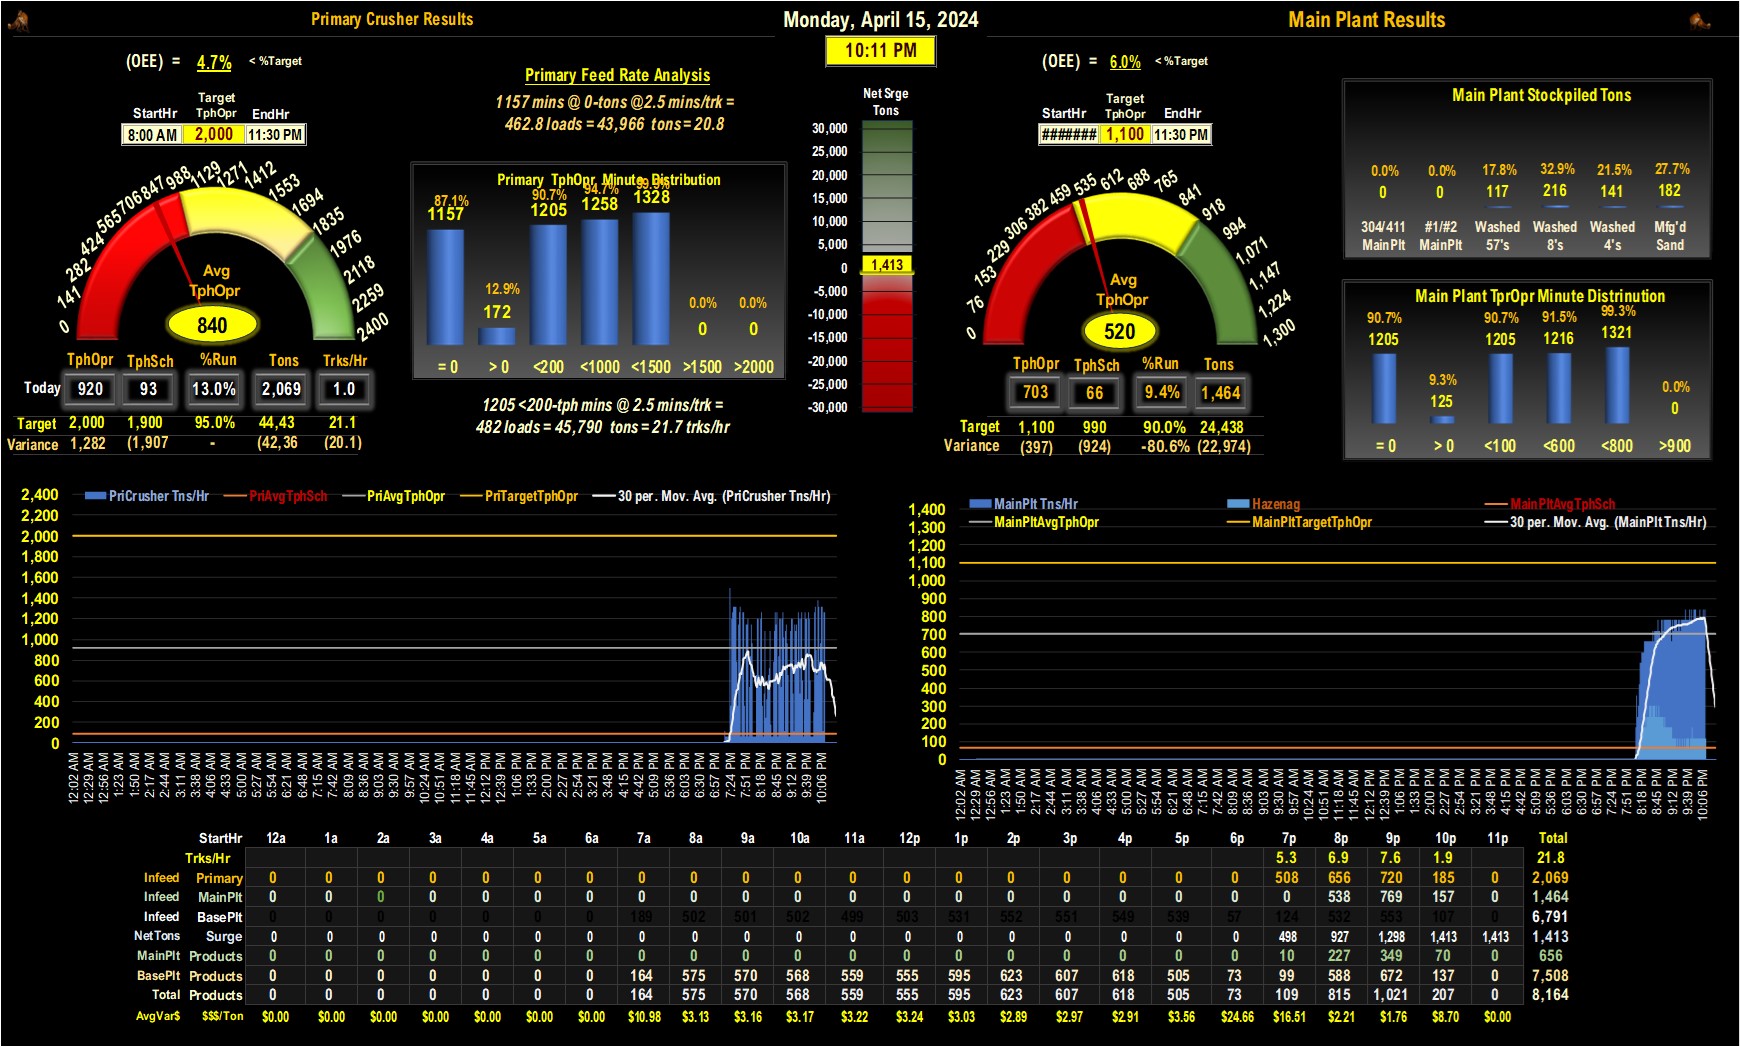 Primary Crusher Results
Monday, April 15, 2024
Main Plant Results
10:11 PM
(OEE) = 4.7% < %Target
StartHr Target TphOpr EndHr
8:00 AM 2,000 11:30 PM
0 141 282 424 565 706 847 988 1129 1271 1412 1553 1694 1835 1976 2118 2259 2400
Avg
TphOpr
840
TphOpr TphSch %Run Tons Trks/Hr
Today 920 93 13.0% 2,069 1.0
Target 2,000 1,900 95.0% 44,43 21.1
Variance 1,282 (1,907 - (42,36 (20.1)
Primary Feed Rate Analysis
1157 mins @ 0-tons @2.5 mins/trk =
462.8 loads = 43,966 tons = 20.8
Primary TphOpr Minute Distribution
87.1% 12.9% 90.7% 94.7% 99.9% 0.0% 0.0%
1157 172 1205 1258 1328 0 0
= 0 > 0 <200 <1000 <1500 >1500 >2000
1205 <200-tph mins @ 2.5 mins/trk =
482 loads = 45,790 tons = 21.7 trks/hr
Net Srge
Tons
30,000
25,000
20,000
15,000
10,000
5,000
0
-5,000
-10,000
-15,000
-20,000
-25,000
-30,000
1,413
(OEE) = 6.0% < %Target
StartHr Target TphOpr EndHr
####### 1,100 11:30 PM
0 76 153 229 306 382 459 535 612 688 765 841 918 994 1,071 1,147 1,224 1,300
Avg
TphOpr
520
TphOpr TphSch %Run Tons
703 66 9.4% 1,464
Target 1,100 990 90.0% 24,438
Variance (397) (924) -80.6% (22,974)
Main Plant Stockpiled Tons
0.0% 0.0% 17.8% 32.9% 21.5% 27.7%
0 0 117 216 141 182
304/411 #1/#2 Washed Washed Washed Mfg'd
MainPlt MainPlt 57's 8's 4's Sand
Main Plant TprOpr Minute Distrinution
90.7% 9.3% 90.7% 91.5% 99.3% 0.0%
1205 125 1205 1216 1321 0
= 0 > 0 <100 <600 <800 >900
PriCrusher Tns/Hr PriAvgTphSch PriAvgTphOpr PriTargetTphOpr 30 per. Mov. Avg. (PriCrusher Tns/Hr)
2,400
2,200
2,000
1,800
1,600
1,400
1,200
1,000
800
600
400
200
0
12:02 AM 12:29 AM 12:56 AM 1:23 AM 1:50 AM 2:17 AM 2:44 AM 3:11 AM 3:38 AM 4:06 AM 4:33 AM 5:00 AM 5:27 AM 5:54 AM 6:21 AM 6:48 AM 7:15 AM 7:42 AM 8:09 AM 8:36 AM 9:03 AM 9:30 AM 9:57 AM 10:24 AM 10:51 AM 11:18 AM 11:45 AM 12:12 PM 12:39 PM 1:06 PM 1:33 PM 2:00 PM 2:27 PM 2:54 PM 3:21 PM 3:48 PM 4:15 PM 4:42 PM 5:09 PM 5:36 PM 6:03 PM 6:30 PM 6:57 PM 7:24 PM 7:51 PM 8:18 PM 8:45 PM 9:12 PM 9:39 PM 10:06 PM
MainPlt Tns/Hr Hazenag MainPltAvgTphSch
MainPltAvgTphOpr MainPltTargetTphOpr 30 per. Mov. Avg. (MainPlt Tns/Hr)
1,400
1,300
1,200
1,100
1,000
900
800
700
600
500
400
300
200
100
0
12:02 AM 12:29 AM 12:56 AM 1:23 AM 1:50 AM 2:17 AM 2:44 AM 3:11 AM 3:38 AM 4:06 AM 4:33 AM 5:00 AM 5:27 AM 5:54 AM 6:21 AM 6:48 AM 7:15 AM 7:42 AM 8:09 AM 8:36 AM 9:03 AM 9:30 AM 9:57 AM 10:24 AM 10:51 AM 11:18 AM 11:45 AM 12:12 PM 12:39 PM 1:06 PM 1:33 PM 2:00 PM 2:27 PM 2:54 PM 3:21 PM 3:48 PM 4:15 PM 4:42 PM 5:09 PM 5:36 PM 6:03 PM 6:30 PM 6:57 PM 7:24 PM 7:51 PM 8:18 PM 8:45 PM 9:12 PM 9:39 PM 10:06 PM
StartHr 12a 1a 2a 3a 4a 5a 6a 7a 8a 9a 10a 11a 12p 1p 2p 3p 4p 5p 6p 7p 8p 9p 10p 11p Total
Trks/Hr 5.3 6.9 7.6 1.9 21.8
Infeed Primary 0 0 0 0 0 0 0 0 0 0 0 0 0 0 0 0 0 0 0 508 656 720 185 0 2,069
Infeed MainPlt 0 0 0 0 0 0 0 0 0 0 0 0 0 0 0 0 0 0 0 0 538 769 157 0 1,464
Infeed BasePlt 189 502 501 502 499 503 531 552 551 549 539 57 124 532 553 107 0 6,791
NetTons Surge 0 0 0 0 0 0 0 0 0 0 0 0 0 0 0 0 0 0 0 498 927 1,298 1,413 1,413 1,413
MainPlt Products 0 0 0 0 0 0 0 0 0 0 0 0 0 0 0 0 0 0 0 10 227 349 70 0 656
BasePlt Products 0 0 0 0 0 0 0 164 575 570 568 559 555 595 623 607 618 505 73 99 588 672 137 0 7,508
Total Products 0 0 0 0 0 0 0 164 575 570 568 559 555 595 623 607 618 505 73 109 815 1,021 207 0 8,164
AvgVar$ $$$/Ton $0.00 $0.00 $0.00 $0.00 $0.00 $0.00 $0.00 $10.98 $3.13 $3.16 $3.17 $3.22 $3.24 $3.03 $2.89 $2.97 $2.91 $3.56 $24.66 $16.51 $2.21 $1.76 $8.70 $0.00